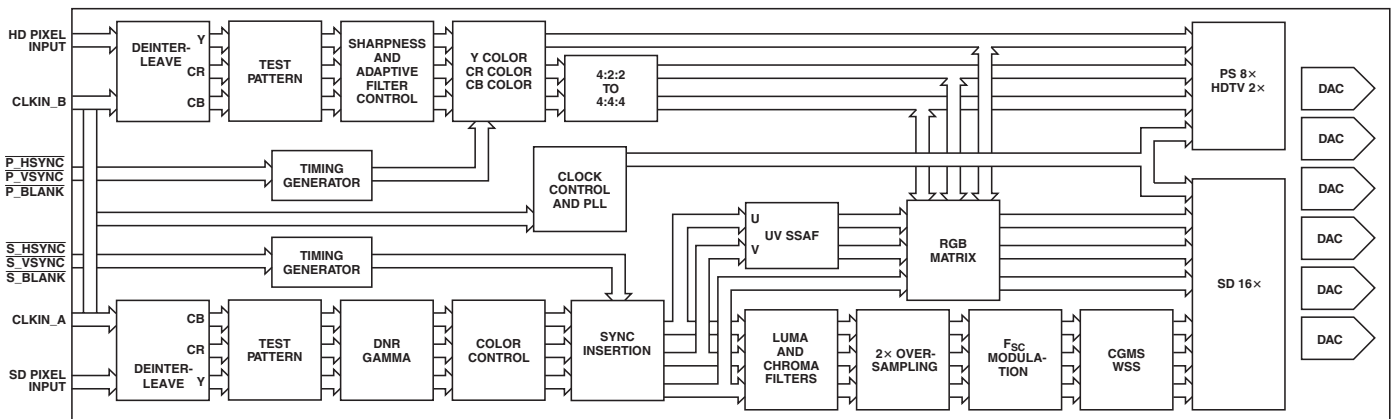 HD PIXEL
INPUT
CLKIN_B
P_HSYNC
P_VSYNC
P_BLANK
S_HSYNC
S_VSYNC
S_BLANK
CLKIN_A
SD PIXEL
INPUT
DEINTER-
LEAVE
Y
CR
CB
TEST
PATTERN
SHARPNESS
AND
ADAPTIVE
FILTER
CONTROL
Y COLOR
CR COLOR
CB COLOR
4:2:2
TO
4:4:4
PS 8×
HDTV 2×
TIMING
GENERATOR
CLOCK
CONTROL
AND PLL
TIMING
GENERATOR
U
UV SSAF
V
RGB
MATRIX
SD 16×
CB
CR
DEINTER-
LEAVE
Y
TEST
PATTERN
DNR
GAMMA
COLOR
CONTROL
SYNC
INSERTION
LUMA
AND
CHROMA
FILTERS
2× OVER-
SAMPLING
FSC
MODULA-
TION
CGMS
WSS
DAC
DAC
DAC
DAC
DAC
DAC